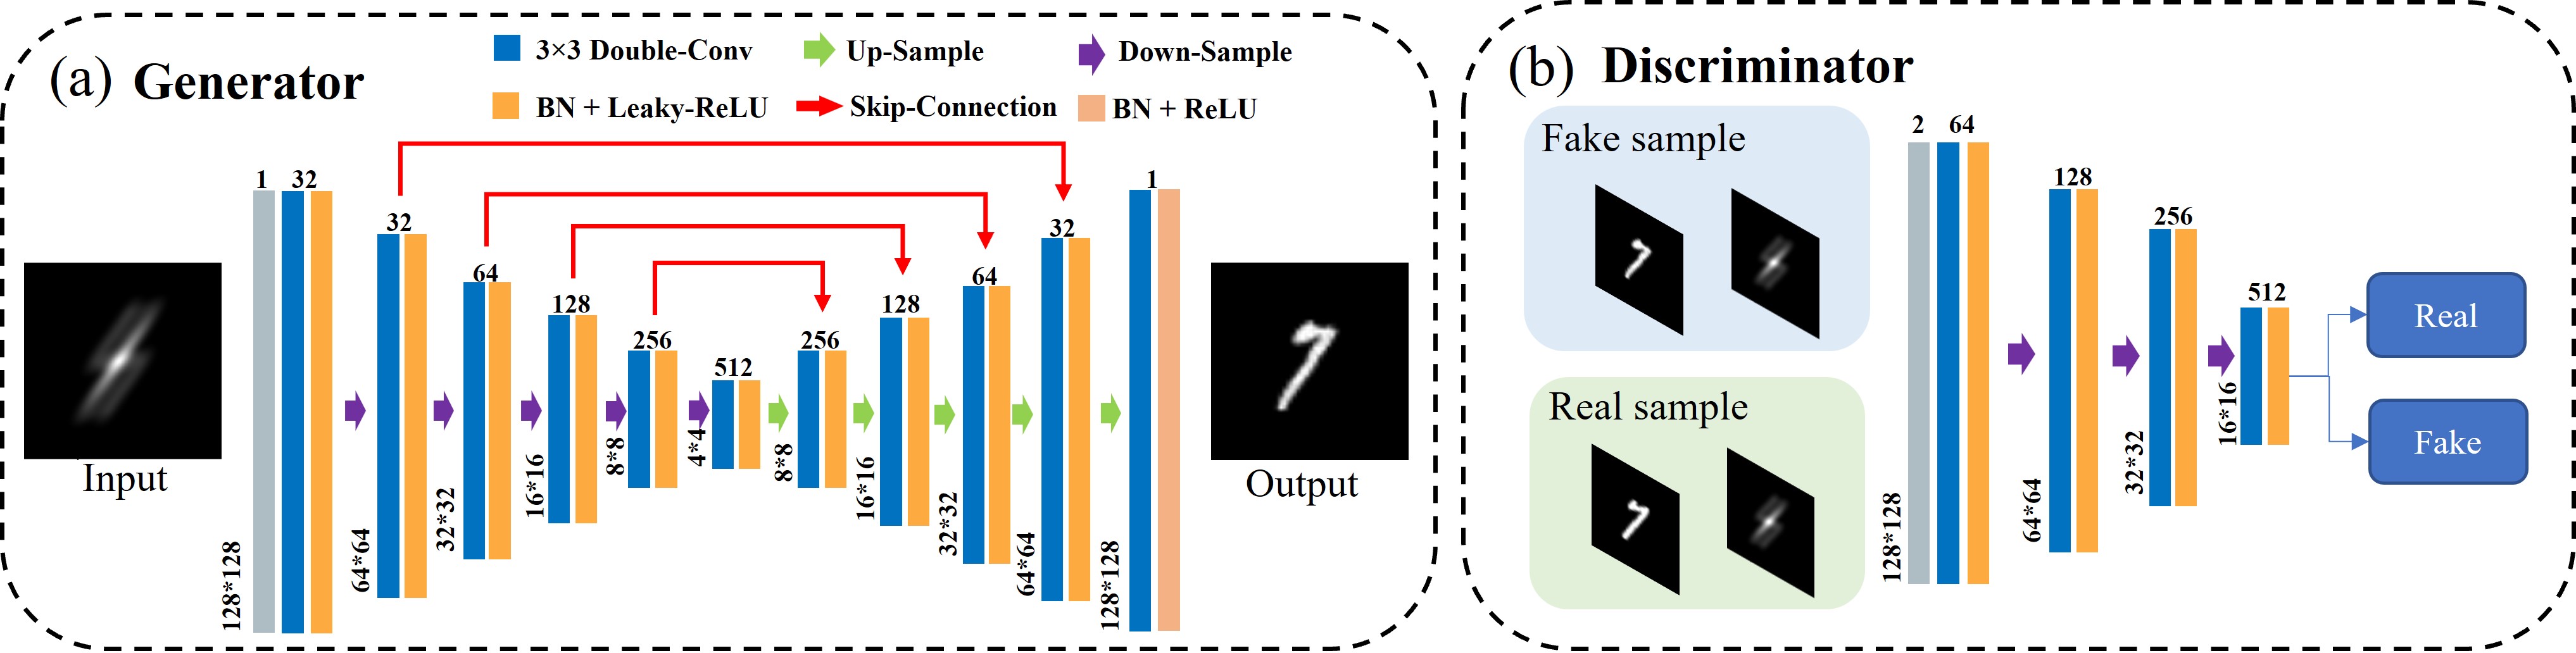 (a) Generator
3×3 Double-Conv
Up-Sample
Down-Sample
BN + Leaky-ReLU
Skip-Connection
BN + ReLU
Input
1
32
128*128
32
64*64
64
32*32
128
16*16
256
8*8
512
4*4
256
8*8
128
16*16
64
32*32
32
64*64
1
128*128
Output
(b) Discriminator
Fake sample
Real sample
2
64
128*128
128
64*64
256
32*32
512
16*16
Real
Fake